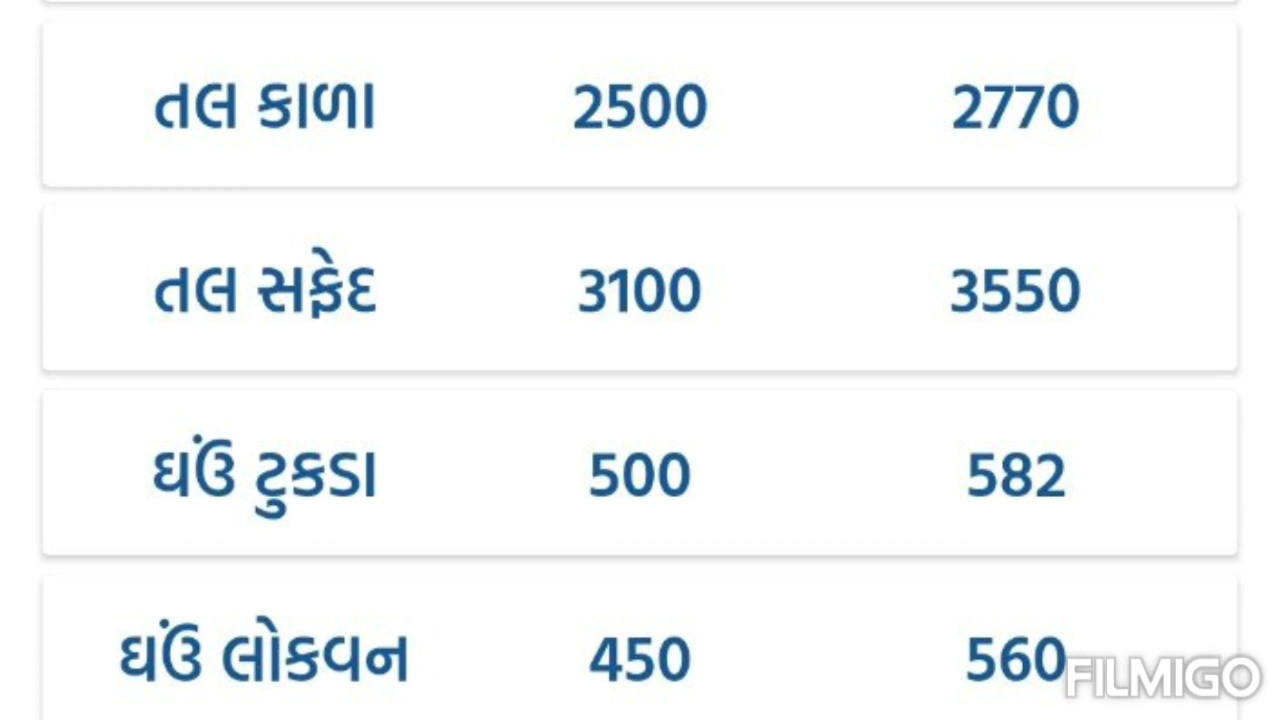 તલ કાળા 2500 2770
તલ સફેદ 3100 3550
ઘઉં ટુકડા 500 582
ઘઉં લોકવન 450 560
FILMIGO